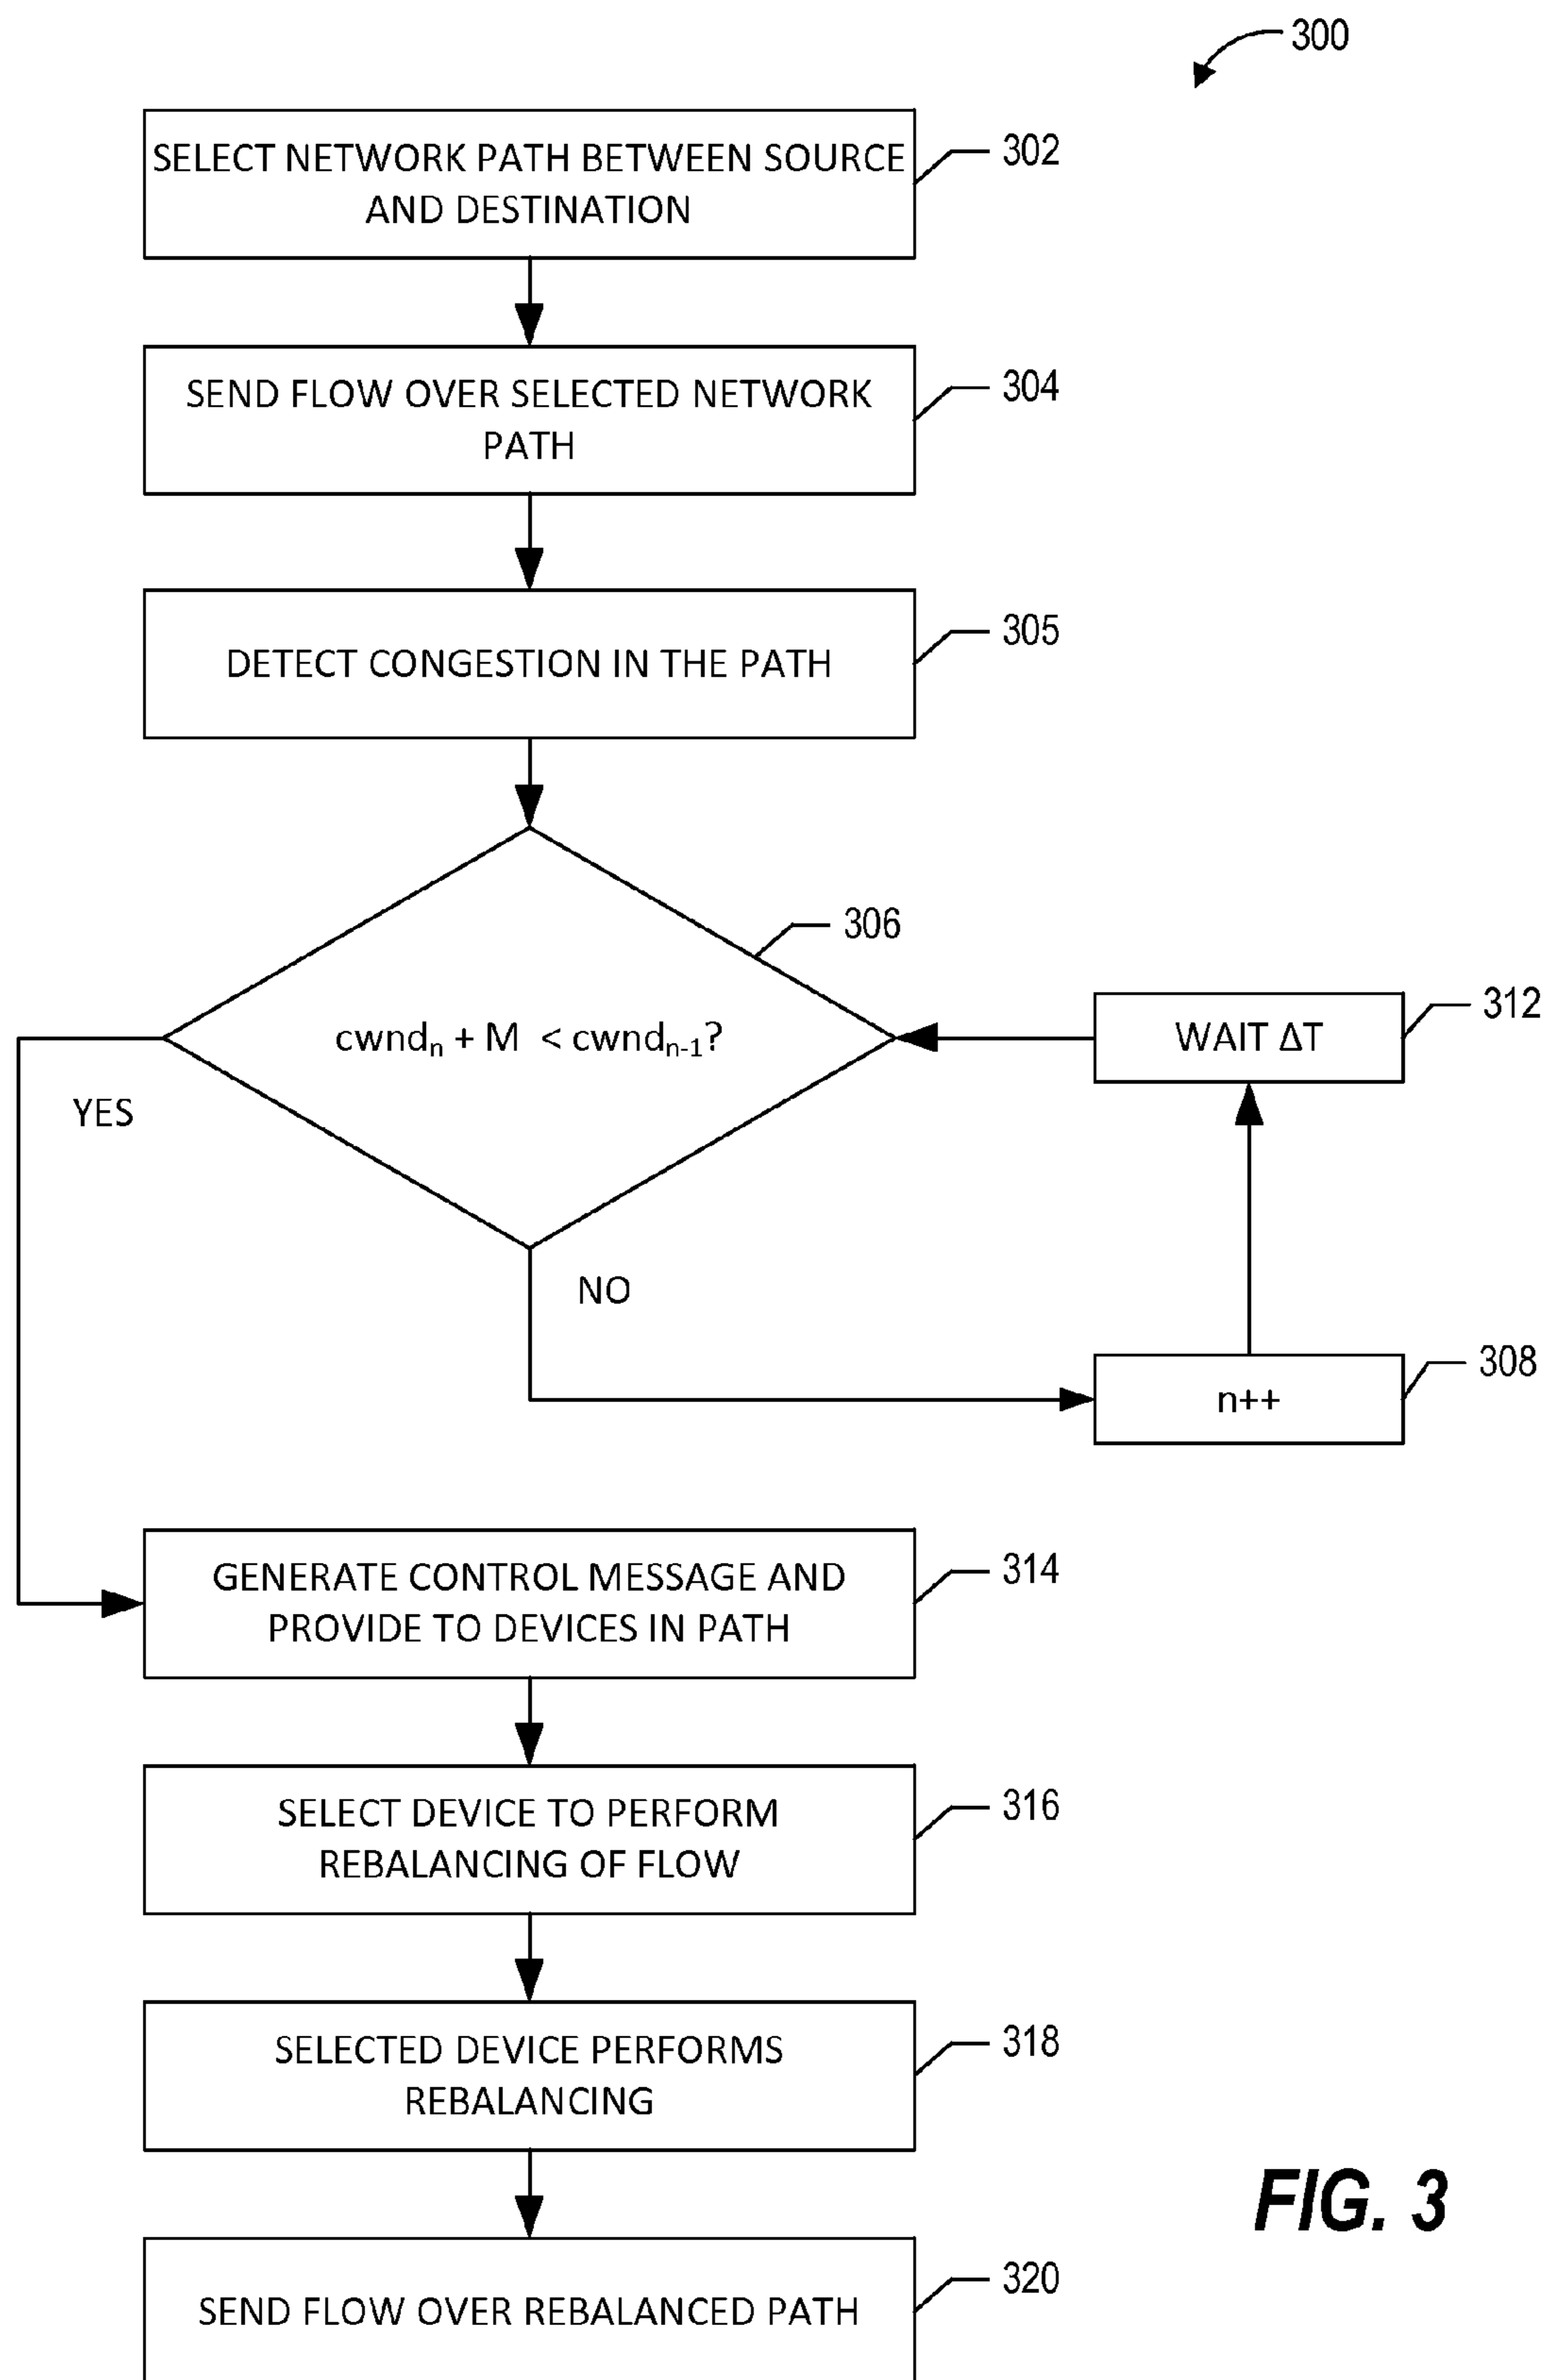 300
SELECT NETWORK PATH BETWEEN SOURCE
AND DESTINATION
302
SEND FLOW OVER SELECTED NETWORK
PATH
304
DETECT CONGESTION IN THE PATH
305
306
cwndₙ + M < cwndₙ₋₁?
YES
NO
WAIT ΔT
312
n++
308
GENERATE CONTROL MESSAGE AND
PROVIDE TO DEVICES IN PATH
314
SELECT DEVICE TO PERFORM
REBALANCING OF FLOW
316
SELECTED DEVICE PERFORMS
REBALANCING
318
SEND FLOW OVER REBALANCED PATH
320
FIG. 3